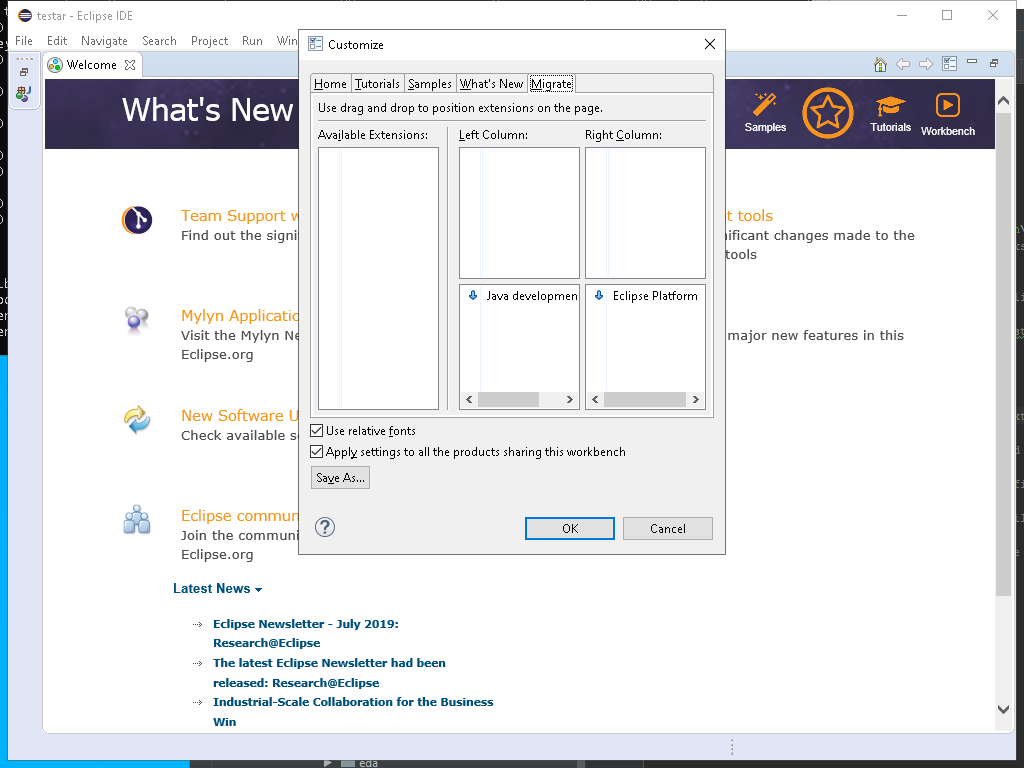 testar - Eclipse IDE
File Edit Navigate Search Project Run Win
Welcome
What's New
Samples
Tutorials
Workbench
Customize
Home Tutorials Samples What's New Migrate
Use drag and drop to position extensions on the page.
Available Extensions: Left Column: Right Column:
Java developmen
Eclipse Platform
Use relative fonts
Apply settings to all the products sharing this workbench
Save As...
OK Cancel
Team Support w
Find out the signi
t tools
nificant changes made to the
tools
Mylyn Applicatio
Visit the Mylyn Ne
Eclipse.org
major new features in this
New Software U
Check available s
Eclipse commun
Join the communi
Eclipse.org
Latest News
Eclipse Newsletter - July 2019:
Research@Eclipse
The latest Eclipse Newsletter had been
released: Research@Eclipse
Industrial-Scale Collaboration for the Business
Win
eda